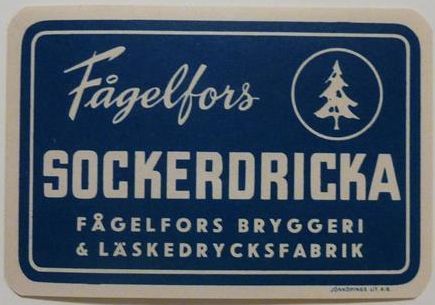 Fågelfors
SOCKERDRICKA
FÅGELFORS BRYGGERI
& LÄSKEDRYCKSFABRIK
JÖNKÖPINGS LIT. A.B.